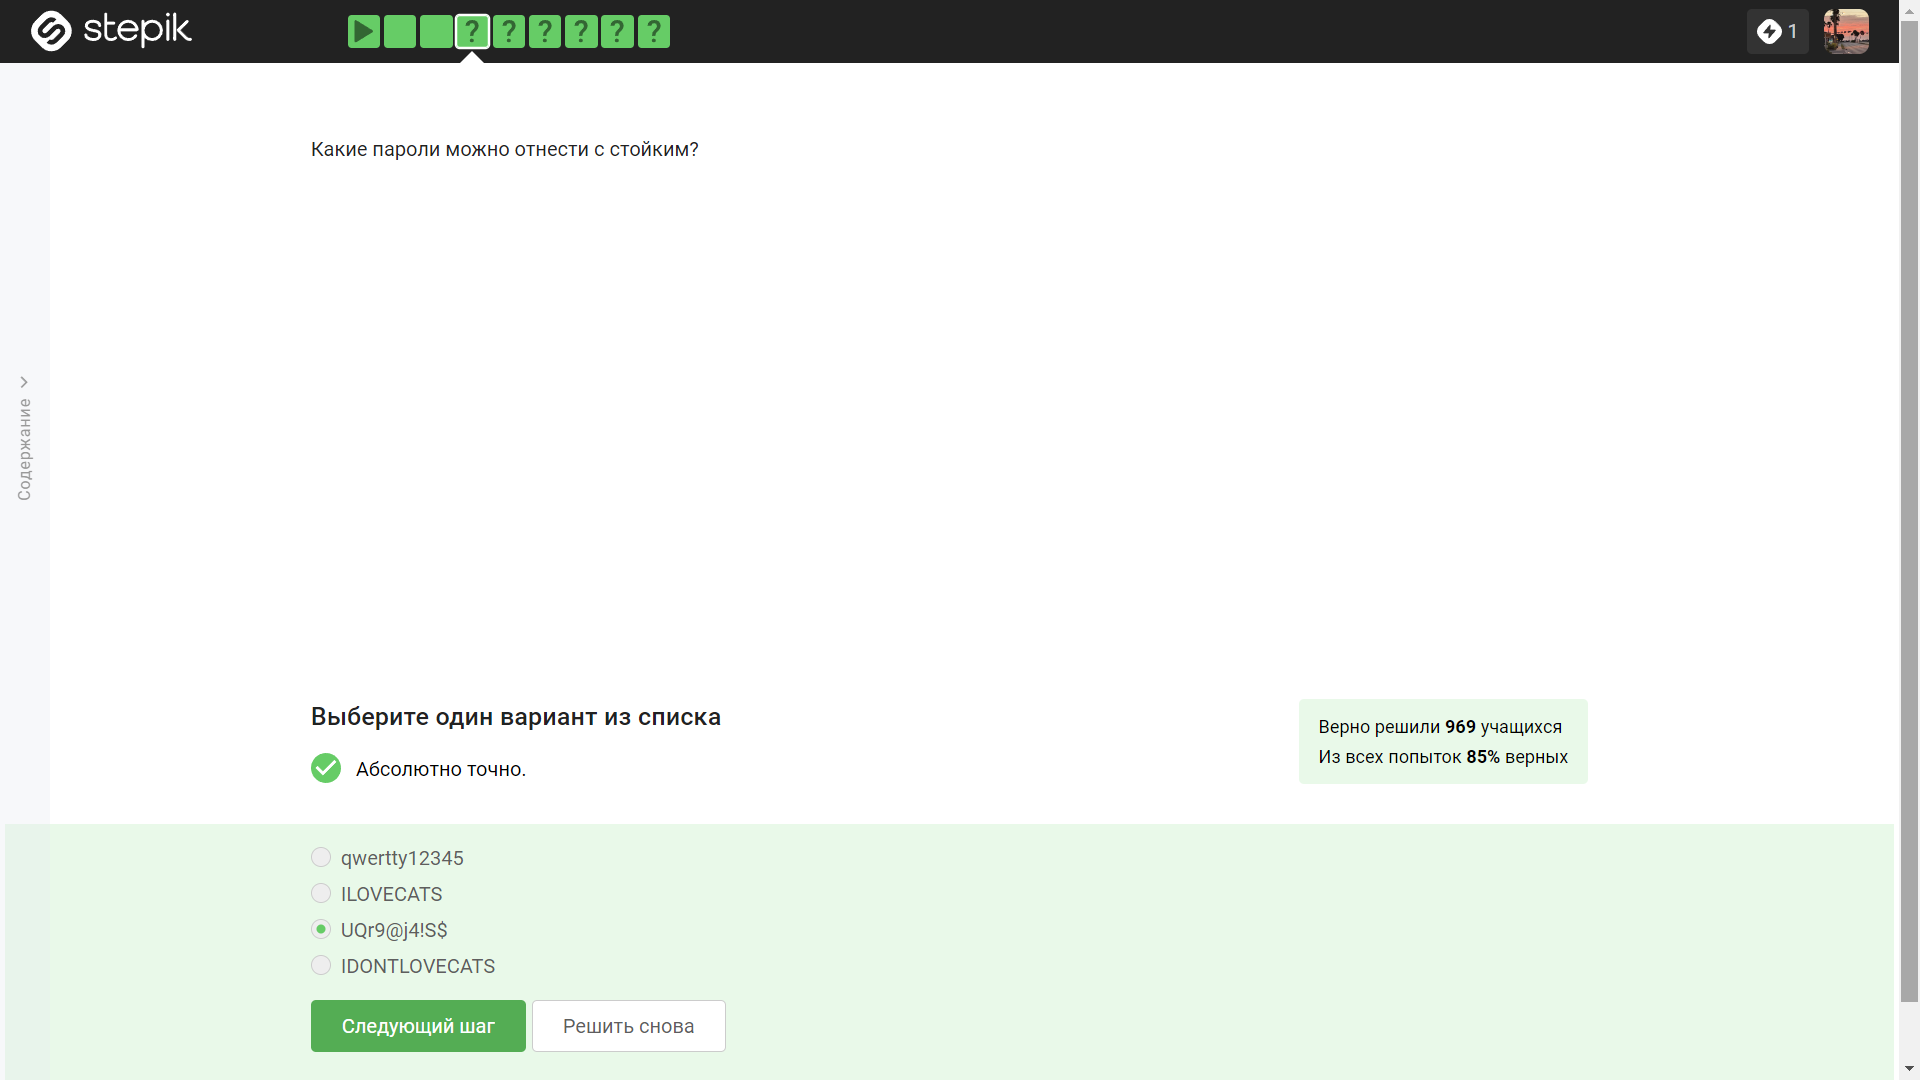 stepik
? ? ? ? ? ?
1
Содержание
Какие пароли можно отнести с стойким?
Выберите один вариант из списка
Абсолютно точно.
Верно решили 969 учащихся
Из всех попыток 85% верных
qwertty12345
ILOVECATS
UQr9@j4!S$
IDONTLOVECATS
Следующий шаг
Решить снова